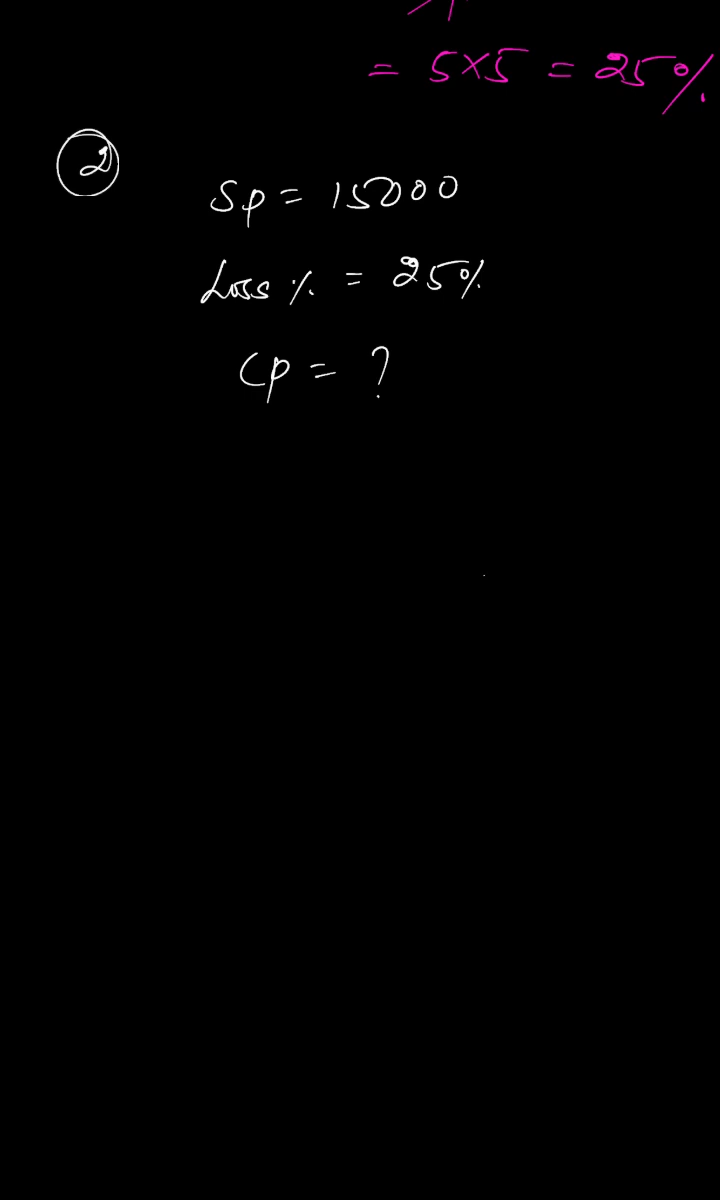 = 5×5 = 25%
2
Sp = 15000
Loss % = 25%
Cp = ?